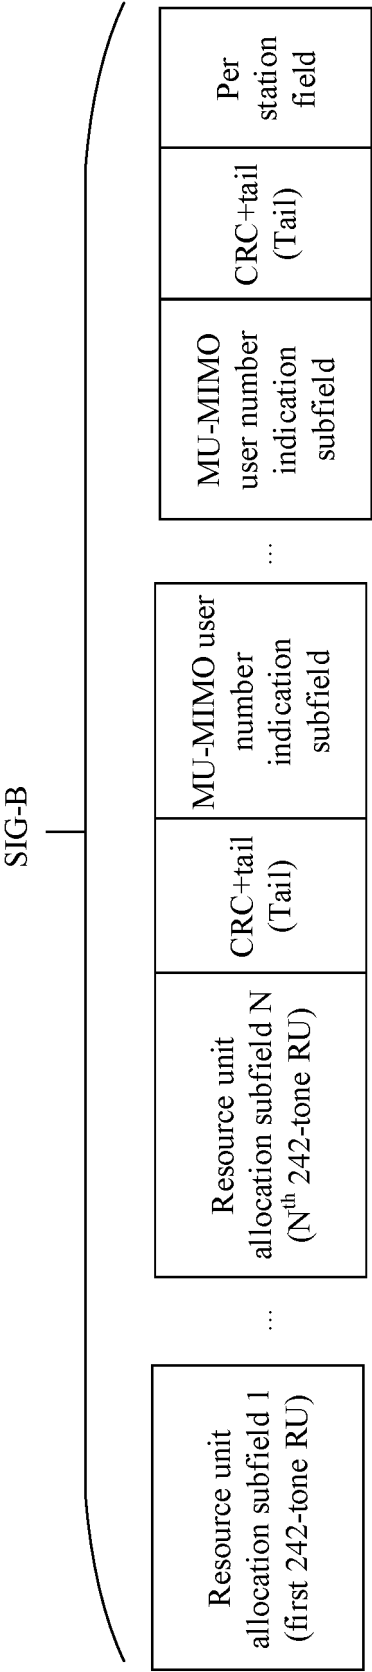 SIG-B
Resource unit
allocation subfield 1
(first 242-tone RU)
...
Resource unit
allocation subfield N
(Nth 242-tone RU)
CRC+tail
(Tail)
MU-MIMO user
number
indication
subfield
...
MU-MIMO
user number
indication
subfield
CRC+tail
(Tail)
Per
station
field